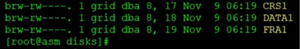 brw-rw----. 1 grid dba 8, 17 Nov  9 06:19 CRS1
brw-rw----. 1 grid dba 8, 18 Nov  9 06:19 DATA1
brw-rw----. 1 grid dba 8, 19 Nov  9 06:19 FRA1
[root@asm disks]#